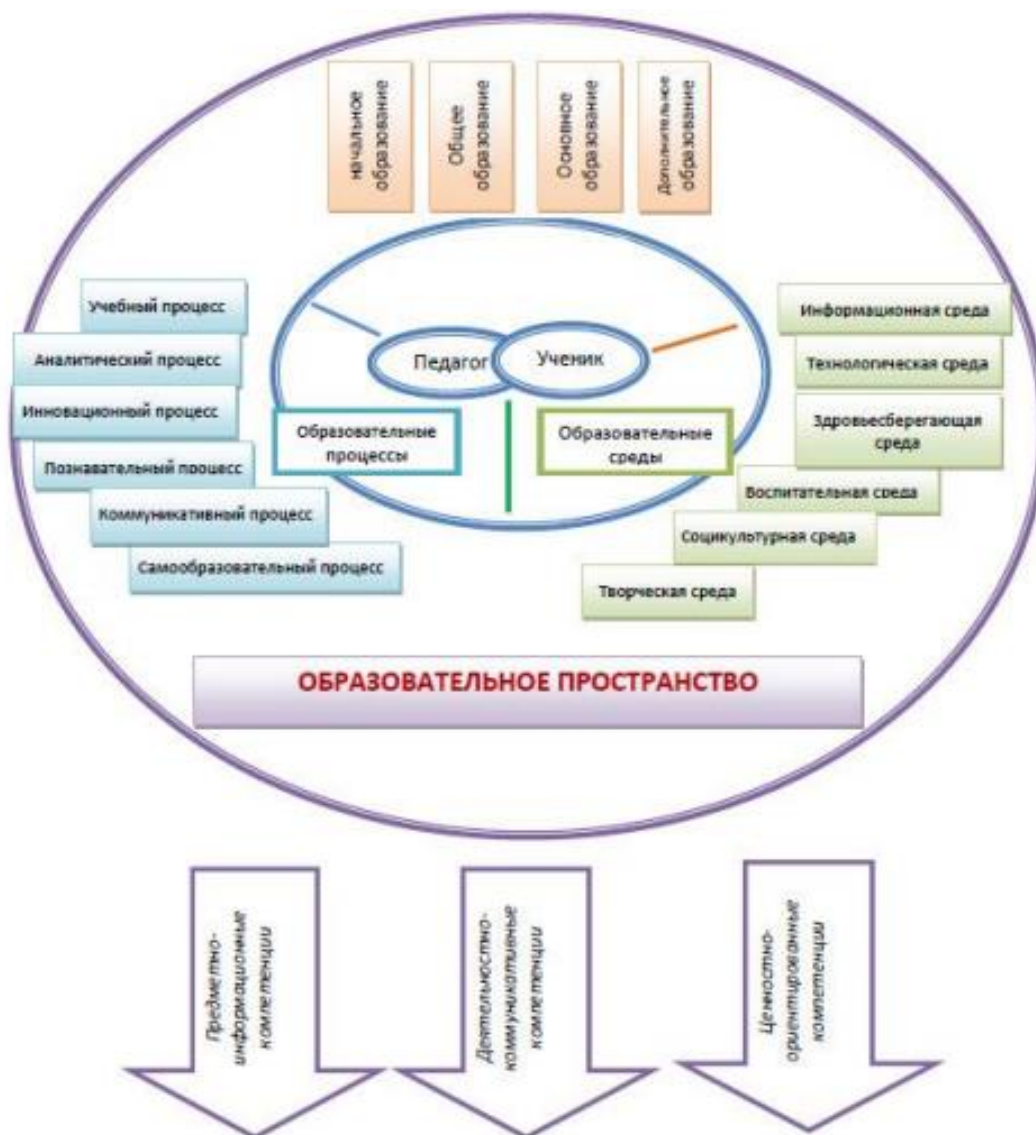 начальное
образование
Общее
образование
Основное
образование
Дополнительное
образование
Учебный процесс
Аналитический процесс
Инновационный процесс
Познавательный процесс
Коммуникативный процесс
Самообразовательный процесс
Педагог
Ученик
Образовательные
процессы
Образовательные
среды
Информационная среда
Технологическая среда
Здровьесберегающая
среда
Воспитательная среда
Социкультурная среда
Творческая среда
ОБРАЗОВАТЕЛЬНОЕ ПРОСТРАНСТВО
Предметно-
информационные
компетенции
Деятельностно-
коммуникативные
компетенции
Ценностно-
ориентированные
компетенции